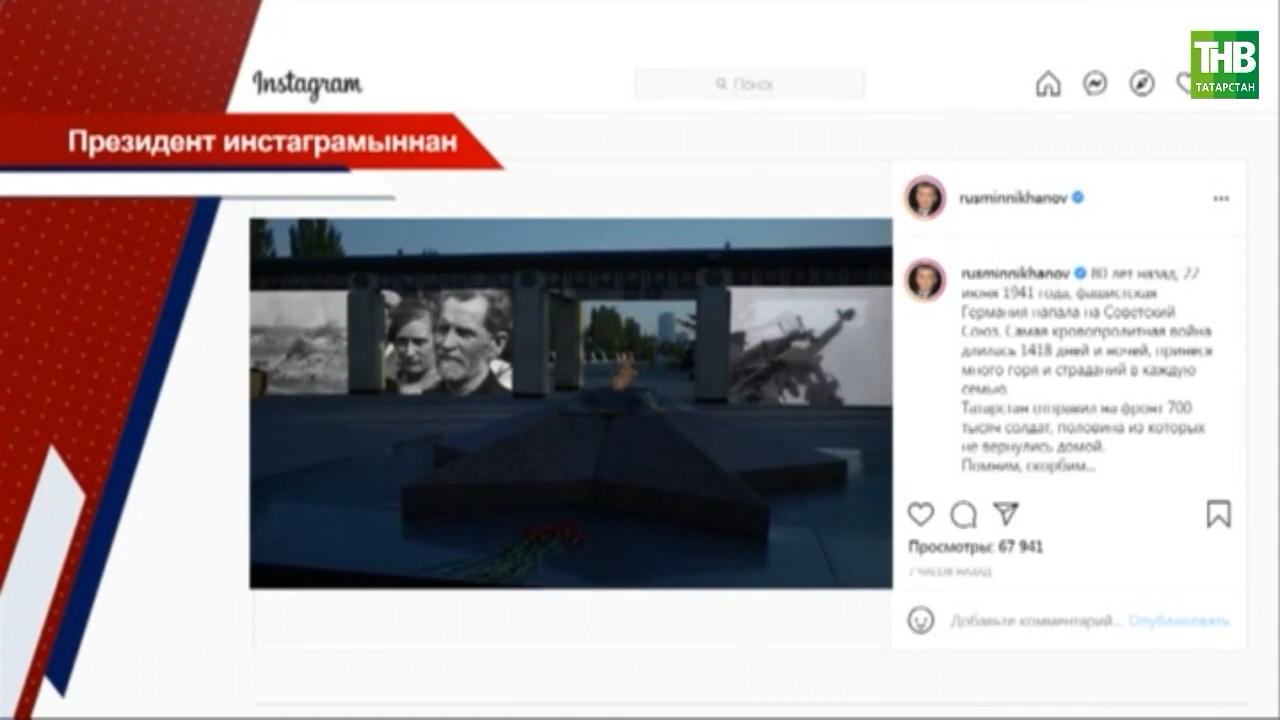 ТНВ
ТАТАРСТАН
Instagram
Поиск
Президент инстаграмыннан
rusminnikhanov
rusminnikhanov 80 лет назад, 22
июня 1941 года, фашистская
Германия напала на Советский
Союз. Самая кровопролитная война
длилась 1418 дней и ночей, принеся
много горя и страданий в каждую
семью.
Татарстан отправил на фронт 700
тысяч солдат, половина из которых
не вернулись домой.
Помним, скорбим...
Просмотры: 67 941
7 ЧАСОВ НАЗАД
Добавьте комментарий... Опубликовать